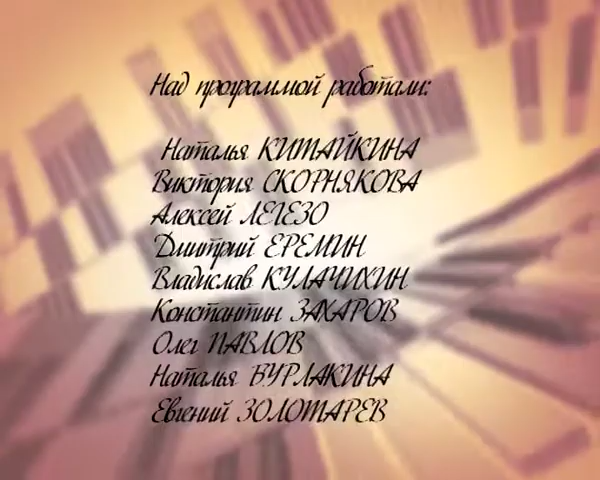 Над программой работали:
Наталья КИТАЙКИНА
Виктория СКОРНЯКОВА
Алексей ЛЕГЕЗО
Дмитрий ЕРЕМИН
Владислав КУЛАЧИХИН
Константин ЗАХАРОВ
Олег ПАВЛОВ
Наталья БУРЛАКИНА
Евгений ЗОЛОТАРЕВ